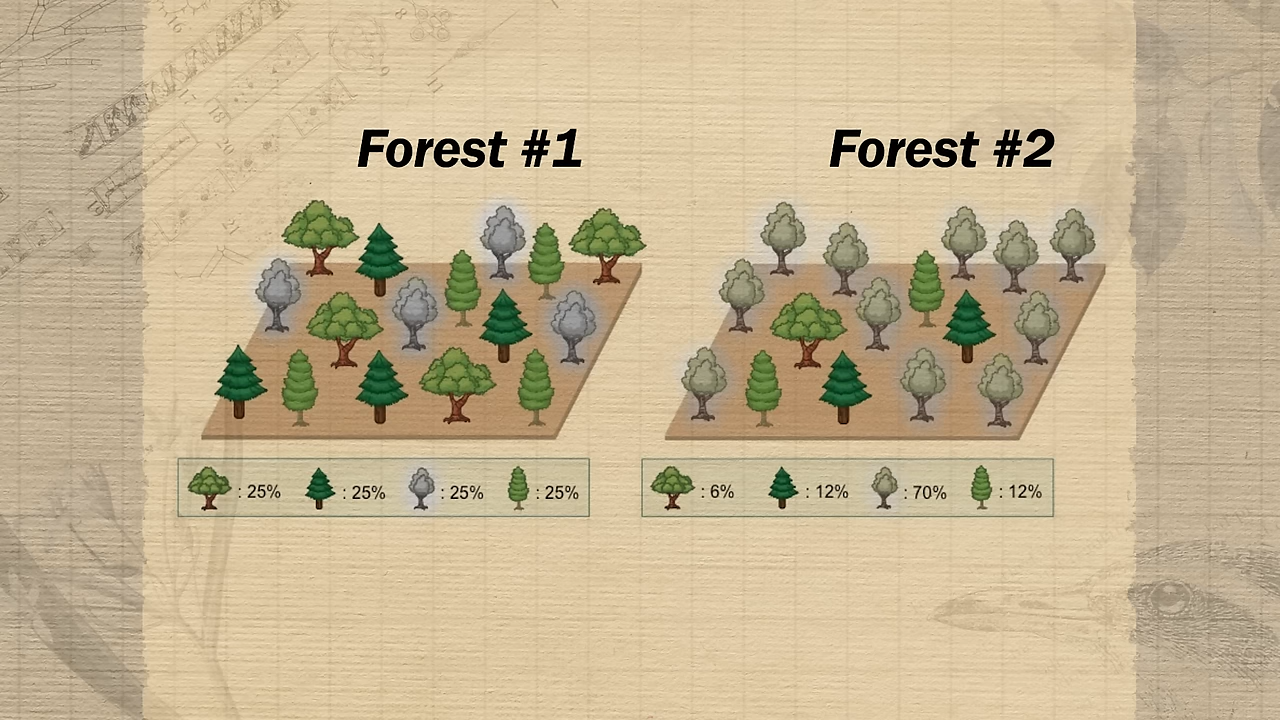 Forest #1
Forest #2
: 25% : 25% : 25% : 25%
: 6% : 12% : 70% : 12%